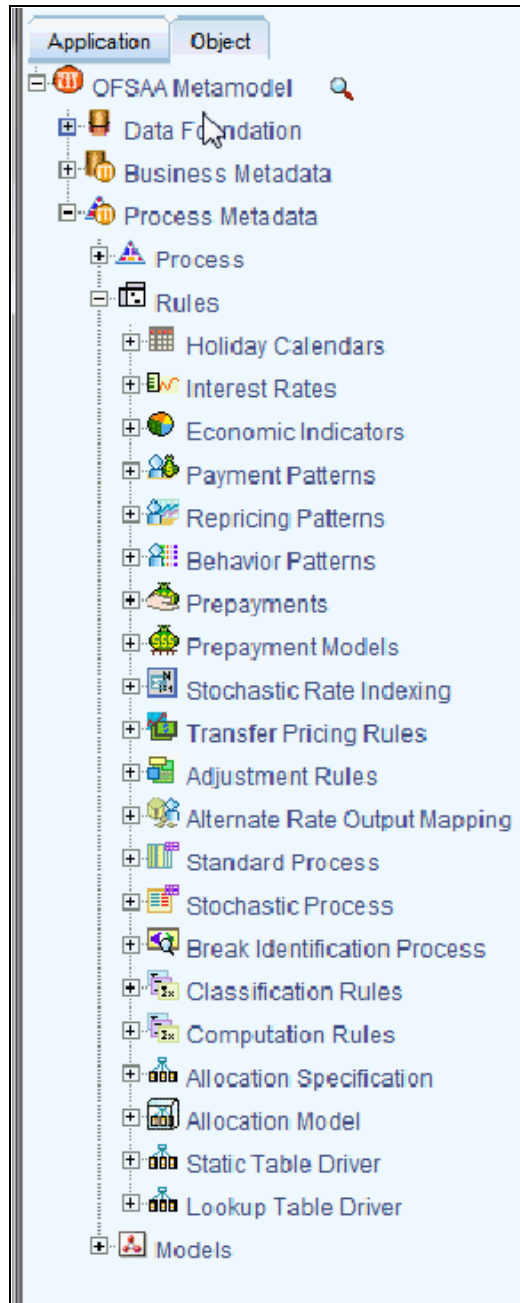 Application Object
OFSAA Metamodel
Data Foundation
Business Metadata
Process Metadata
Process
Rules
Holiday Calendars
Interest Rates
Economic Indicators
Payment Patterns
Repricing Patterns
Behavior Patterns
Prepayments
Prepayment Models
Stochastic Rate Indexing
Transfer Pricing Rules
Adjustment Rules
Alternate Rate Output Mapping
Standard Process
Stochastic Process
Break Identification Process
Classification Rules
Computation Rules
Allocation Specification
Allocation Model
Static Table Driver
Lookup Table Driver
Models